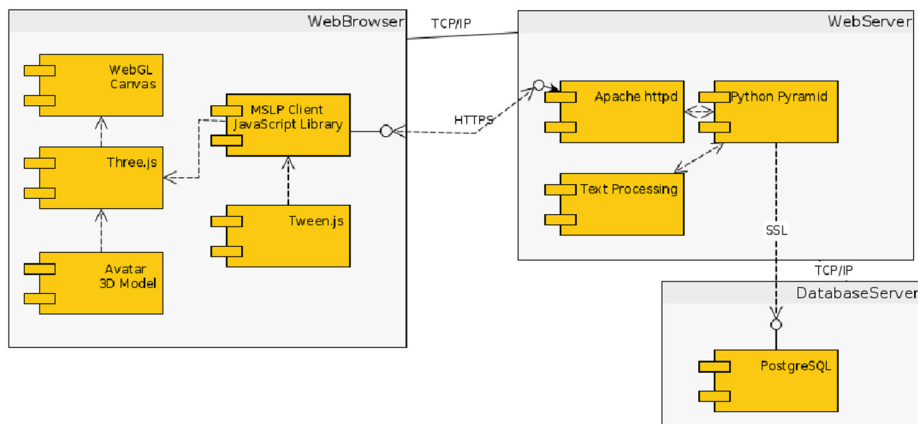 WebBrowser
TCP/IP
WebServer
WebGL
Canvas
MSLP Client
JavaScript Library
HTTPS
Apache httpd
Python Pyramid
Three.js
Text Processing
Tween.js
SSL
Avatar
3D Model
TCP/IP
DatabaseServer
PostgreSQL